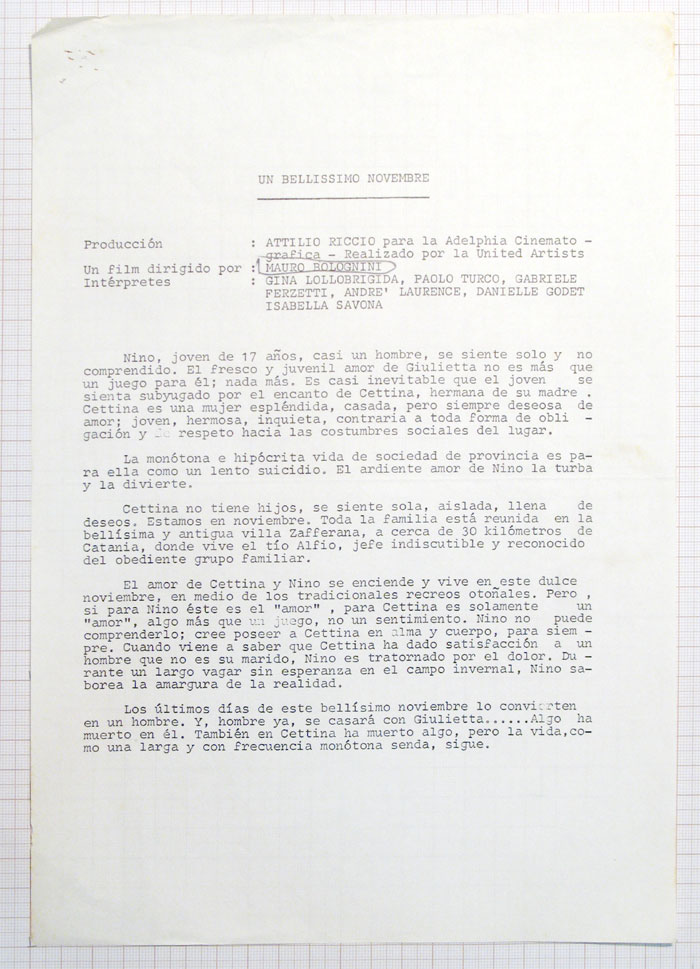 UN BELLISSIMO NOVEMBRE
Producción : ATTILIO RICCIO para la Adelphia Cinemato -
grafica - Realizado por la United Artists
Un film dirigido por : MAURO BOLOGNINI
Intérpretes : GINA LOLLOBRIGIDA, PAOLO TURCO, GABRIELE
FERZETTI, ANDRE' LAURENCE, DANIELLE GODET
ISABELLA SAVONA
Nino, joven de 17 años, casi un hombre, se siente solo y no
comprendido. El fresco y juvenil amor de Giulietta no es más que
un juego para él; nada más. Es casi inevitable que el joven se
sienta subyugado por el encanto de Cettina, hermana de su madre .
Cettina es una mujer espléndida, casada, pero siempre deseosa de
amor; joven, hermosa, inquieta, contraria a toda forma de obli -
gación y de respeto hacia las costumbres sociales del lugar.
La monótona e hipócrita vida de sociedad de provincia es pa-
ra ella como un lento suicidio. El ardiente amor de Nino la turba
y la divierte.
Cettina no tiene hijos, se siente sola, aislada, llena de
deseos. Estamos en noviembre. Toda la familia está reunida en la
bellísima y antigua villa Zafferana, a cerca de 30 kilómetros de
Catania, donde vive el tío Alfio, jefe indiscutible y reconocido
del obediente grupo familiar.
El amor de Cettina y Nino se enciende y vive en este dulce
noviembre, en medio de los tradicionales recreos otoñales. Pero ,
si para Nino éste es el "amor" , para Cettina es solamente un
"amor", algo más que un juego, no un sentimiento. Nino no puede
comprenderlo; cree poseer a Cettina en alma y cuerpo, para siem -
pre. Cuando viene a saber que Cettina ha dado satisfacción a un
hombre que no es su marido, Nino es tratornado por el dolor. Du -
rante un largo vagar sin esperanza en el campo invernal, Nino sa-
borea la amargura de la realidad.
Los últimos días de este bellísimo noviembre lo convierten
en un hombre. Y, hombre ya, se casará con Giulietta......Algo ha
muerto en él. También en Cettina ha muerto algo, pero la vida,co-
mo una larga y con frecuencia monótona senda, sigue.